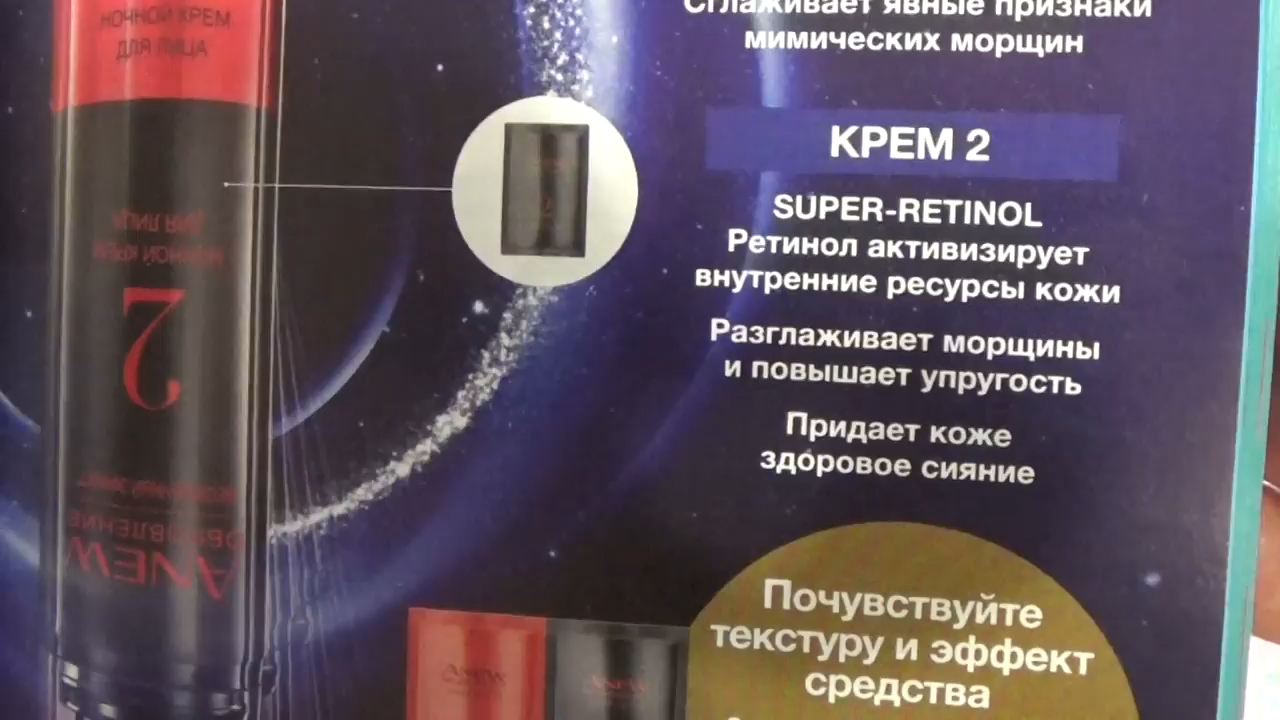 НОЧНОЙ КРЕМ
ДЛЯ ЛИЦА
2
ОБНОВЛЕНИЕ
ANEW
Сглаживает явные признаки
мимических морщин
КРЕМ 2
SUPER-RETINOL
Ретинол активизирует
внутренние ресурсы кожи
Разглаживает морщины
и повышает упругость
Придает коже
здоровое сияние
Почувствуйте
текстуру и эффект
средства